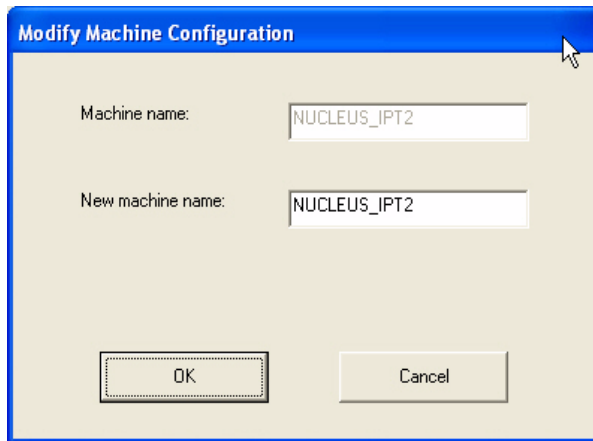 Modify Machine Configuration
Machine name: NUCLEUS_IPT2
New machine name: NUCLEUS_IPT2
OK Cancel